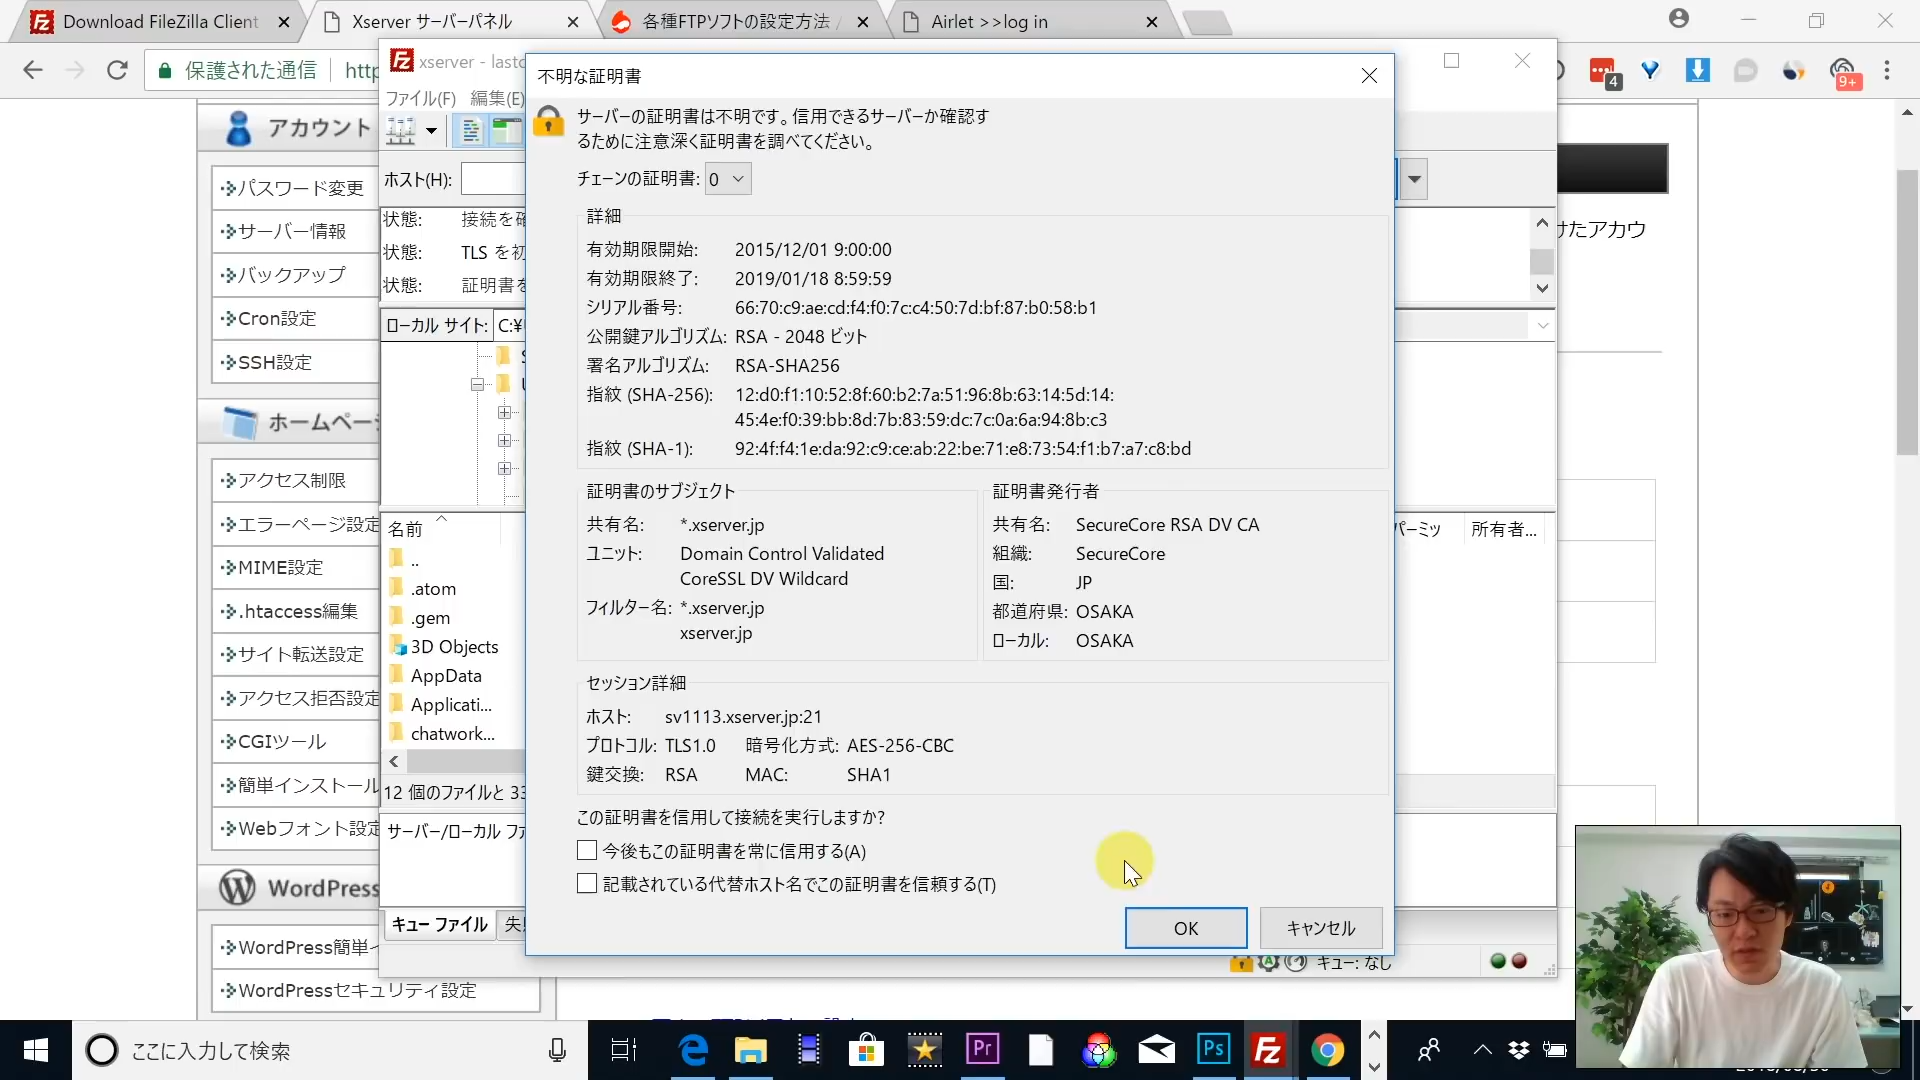 Download FileZilla Client
Xserver サーバーパネル
各種FTPソフトの設定方法
Airlet >>log in
保護された通信
4
9+
xserver -
ファイル(F) 編集(E)
ホスト(H):
状態:
状態: TLS
状態:
ローカル サイト: C:¥
名前
..
.atom
.gem
3D Objects
AppData
Applicati...
chatwork...
12 個のファイルと 33
サーバー/ローカル
キュー ファイル
アカウント
パスワード変更
サーバー情報
バックアップ
Cron設定
SSH設定
アクセス制限
エラーページ設定
MIME設定
.htaccess編集
サイト転送設定
アクセス拒否設定
CGIツール
簡単インストール
Webフォント設定
WordPress
WordPress簡単
WordPressセキュリティ設定
不明な証明書
サーバーの証明書は不明です。信用できるサーバーか確認す
るために注意深く証明書を調べてください。
チェーンの証明書: 0
詳細
有効期限開始: 2015/12/01 9:00:00
有効期限終了: 2019/01/18 8:59:59
シリアル番号: 66:70:c9:ae:cd:f4:f0:7c:c4:50:7d:bf:87:b0:58:b1
公開鍵アルゴリズム: RSA - 2048 ビット
署名アルゴリズム: RSA-SHA256
指紋 (SHA-256): 12:d0:f1:10:52:8f:60:b2:7a:51:96:8b:63:14:5d:14:
45:4e:f0:39:bb:8d:7b:83:59:dc:7c:0a:6a:94:8b:c3
指紋 (SHA-1): 92:4f:f4:1e:da:92:c9:ce:ab:22:be:71:e8:73:54:f1:b7:a7:c8:bd
証明書のサブジェクト
共有名: *.xserver.jp
ユニット: Domain Control Validated
CoreSSL DV Wildcard
フィルター名: *.xserver.jp
xserver.jp
証明書発行者
共有名: SecureCore RSA DV CA
組織: SecureCore
国: JP
都道府県: OSAKA
ローカル: OSAKA
セッション詳細
ホスト: sv1113.xserver.jp:21
プロトコル: TLS1.0 暗号化方式: AES-256-CBC
鍵交換: RSA MAC: SHA1
この証明書を信用して接続を実行しますか?
今後もこの証明書を常に信用する(A)
記載されている代替ホスト名でこの証明書を信頼する(T)
OK
キャンセル
所有者...
キュー: なし
ここに入力して検索
Pr
Ps
Fz